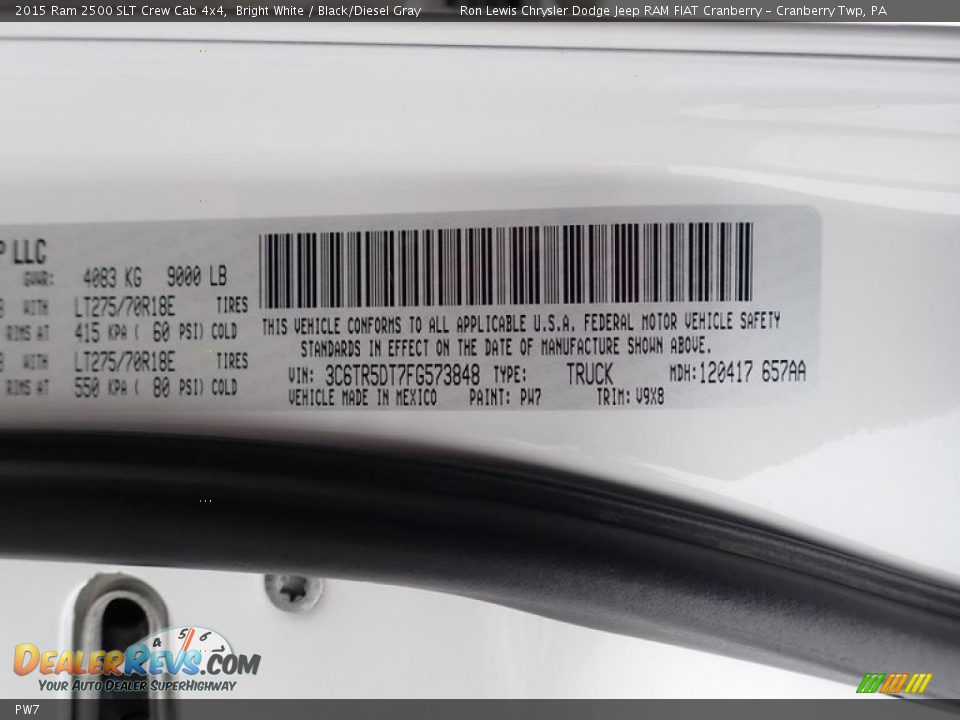 2015 Ram 2500 SLT Crew Cab 4x4, Bright White / Black/Diesel Gray Ron Lewis Chrysler Dodge Jeep RAM FIAT Cranberry - Cranberry Twp, PA
LLC
GVWR: 4083 KG 9000 LB
WITH LT275/70R18E TIRES
RIMS AT 415 KPA ( 60 PSI) COLD
WITH LT275/70R18E TIRES
RIMS AT 550 KPA ( 80 PSI) COLD
THIS VEHICLE CONFORMS TO ALL APPLICABLE U.S.A. FEDERAL MOTOR VEHICLE SAFETY
STANDARDS IN EFFECT ON THE DATE OF MANUFACTURE SHOWN ABOVE.
VIN: 3C6TR5DT7FG573848 TYPE: TRUCK MDH: 120417 657AA
VEHICLE MADE IN MEXICO PAINT: PW7 TRIM: V9X8
4 5 6
DealerRevs.com
Your Auto Dealer SuperHighway
PW7